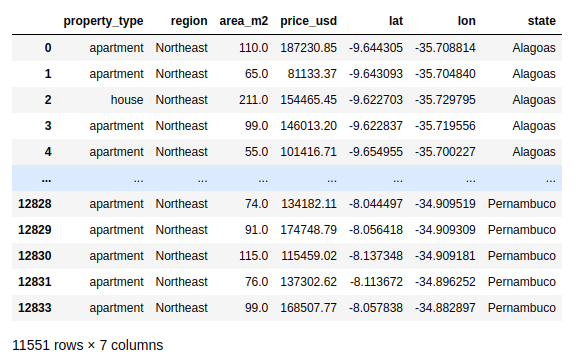 property_type region area_m2 price_usd lat lon state
0 apartment Northeast 110.0 187230.85 -9.644305 -35.708814 Alagoas
1 apartment Northeast 65.0 81133.37 -9.643093 -35.704840 Alagoas
2 house Northeast 211.0 154465.45 -9.622703 -35.729795 Alagoas
3 apartment Northeast 99.0 146013.20 -9.622837 -35.719556 Alagoas
4 apartment Northeast 55.0 101416.71 -9.654955 -35.700227 Alagoas
... ... ... ... ... ... ... ...
12828 apartment Northeast 74.0 134182.11 -8.044497 -34.909519 Pernambuco
12829 apartment Northeast 91.0 174748.79 -8.056418 -34.909309 Pernambuco
12830 apartment Northeast 115.0 115459.02 -8.137348 -34.909181 Pernambuco
12831 apartment Northeast 76.0 137302.62 -8.113672 -34.896252 Pernambuco
12833 apartment Northeast 99.0 168507.77 -8.057838 -34.882897 Pernambuco
11551 rows × 7 columns